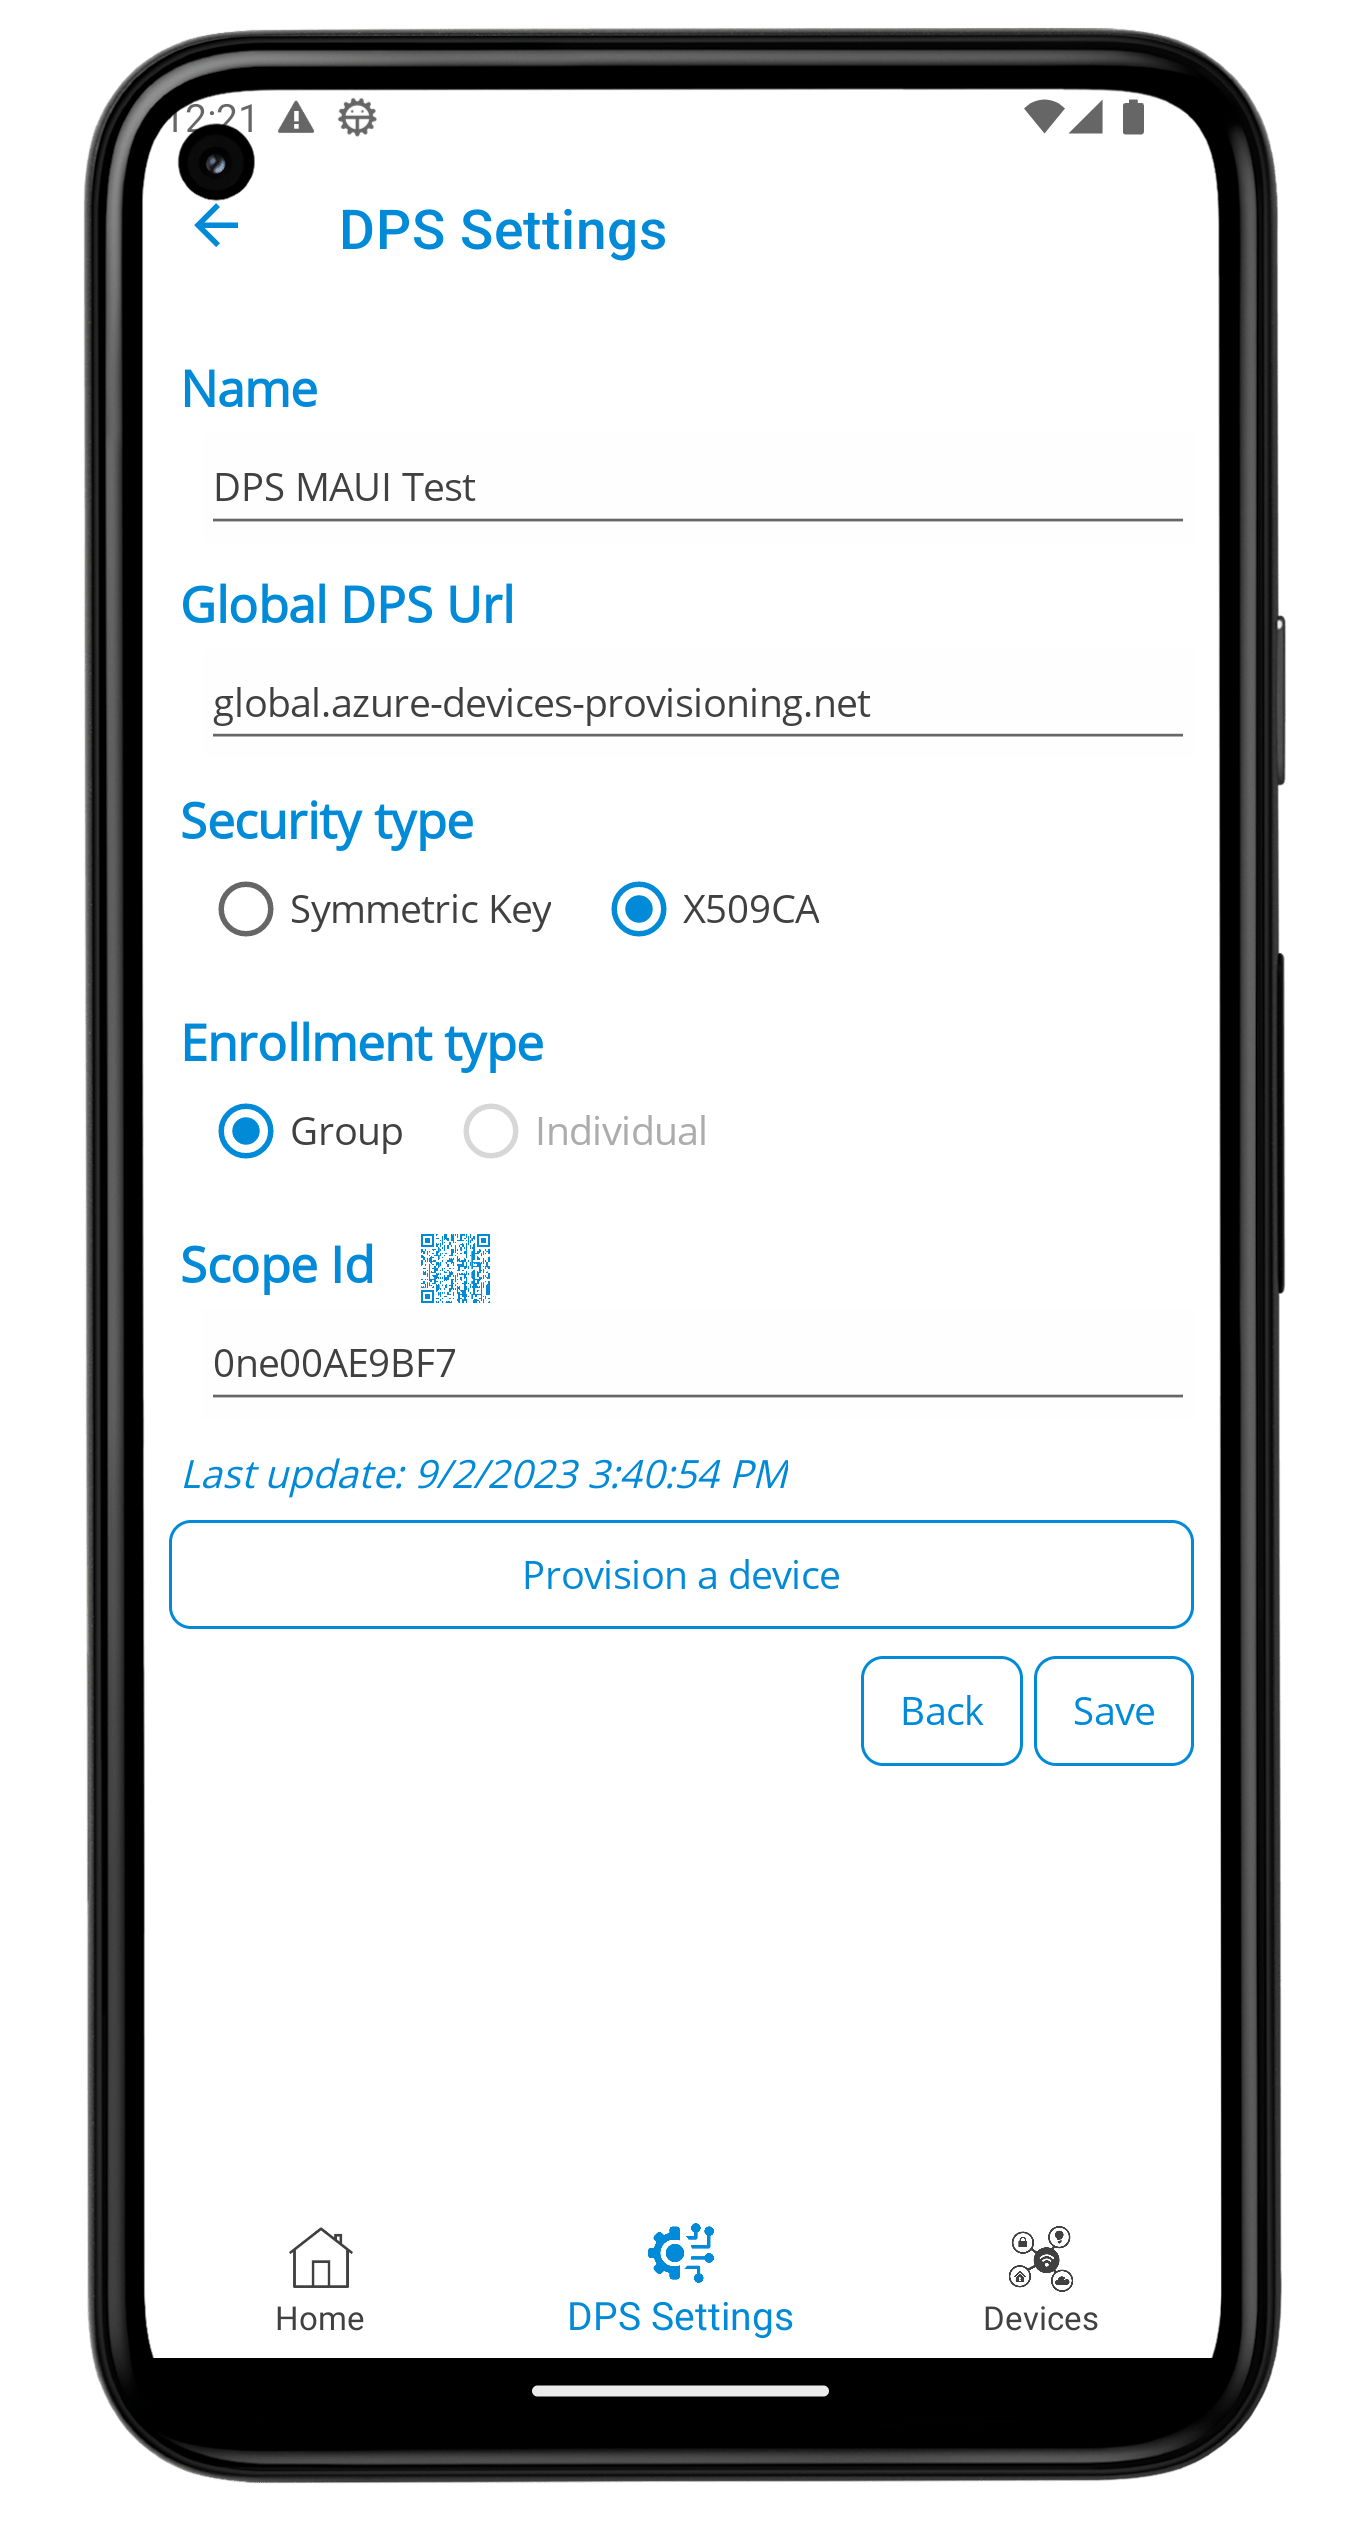 12:21
DPS Settings
Name
DPS MAUI Test
Global DPS Url
global.azure-devices-provisioning.net
Security type
Symmetric Key X509CA
Enrollment type
Group Individual
Scope Id
0ne00AE9BF7
Last update: 9/2/2023 3:40:54 PM
Provision a device
Back Save
Home DPS Settings Devices